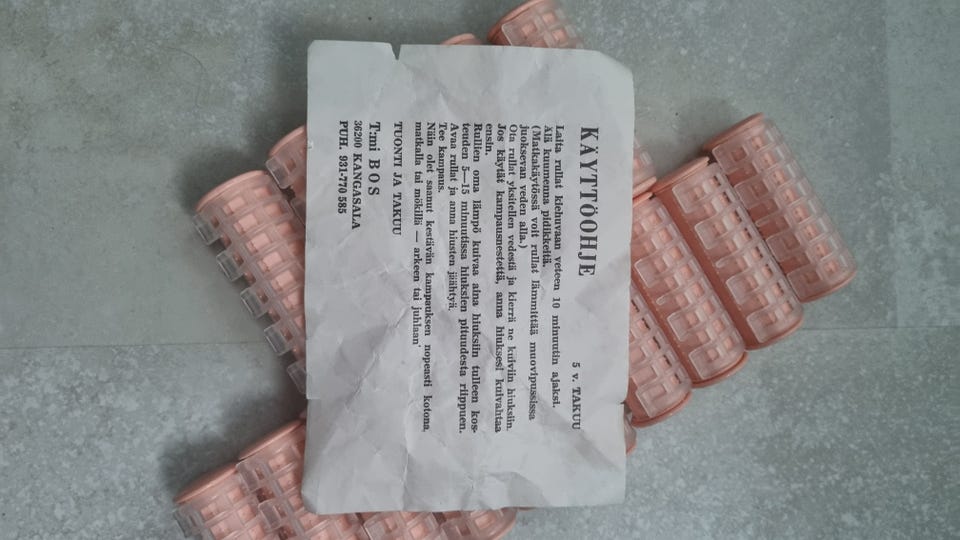 KÄYTTÖOHJE
5 v. TAKUU
Laita rullat kiehuvaan veteen 10 minuutin ajaksi.
Älä kuumenna pidikkeitä.
(Matkakäytössä voit rullat lämmittää muovipussissa
juoksevan veden alla.)
Ota rullat yksitellen vedestä ja kierrä ne kuiviin hiuksiin.
Jos käytät kampausnestettä, anna hiuksesi kuivahtaa
ensin.
Rullien oma lämpö kuivaa aina hiuksiin tulleen kos-
teuden 5—15 minuutissa hiuksien pituudesta riippuen.
Avaa rullat ja anna hiusten jäähtyä.
Tee kampaus.
Näin olet saanut kestävän kampauksen nopeasti kotona,
matkalla tai mökillä — arkeen tai juhlaan
TUONTI JA TAKUU
T:mi BOS
36200 KANGASALA
PUH. 931-770 585